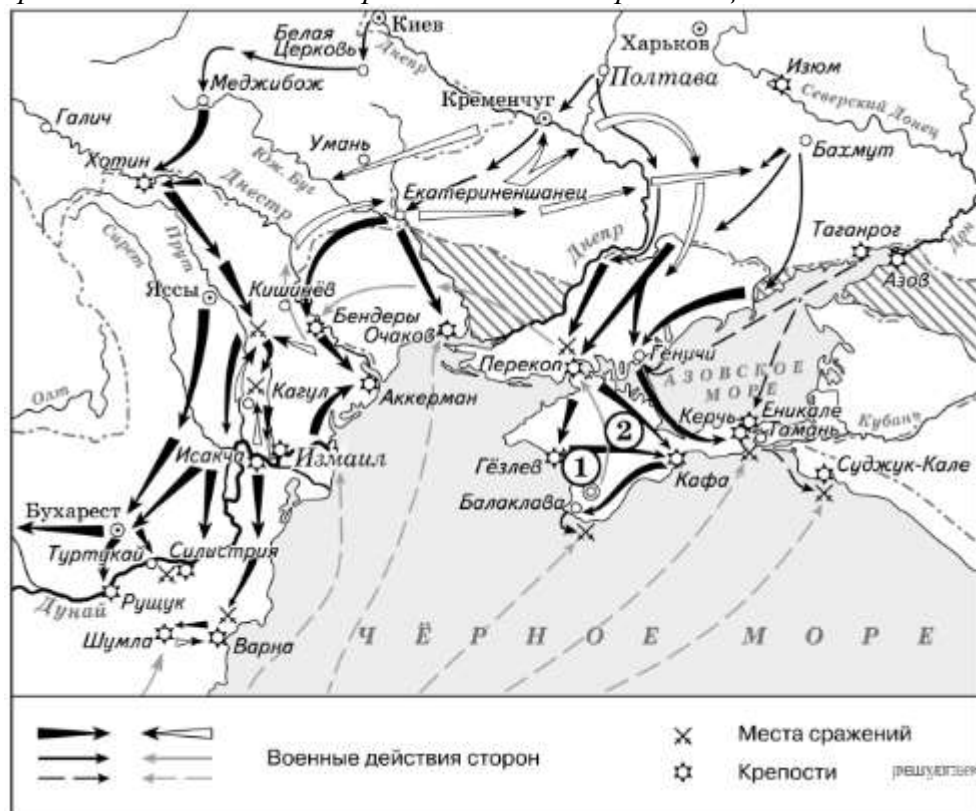 Киев
Белая
Церковь
Днепр
Харьков
Полтава
Изюм
Северский Донец
Меджибож
Кременчуг
Галич
Умань
Бахмут
Хотин
Юж. Буг
Днестр
Екатериненшанец
Сирет
Прут
Днепр
Таганрог
Дон
Азов
Яссы
Кишинёв
Бендеры
Очаков
Перекоп
Геничи
АЗОВСКОЕ
МОРЕ
Олт
Кагул
Аккерман
Керчь
Еникале
Тамань
Кубань
2
Исакча
Измаил
Гёзлев
1
Кафа
Суджук-Кале
Балаклава
Бухарест
Туртукай
Силистрия
Дунай
Рущук
Шумла
Варна
ЧЁРНОЕ МОРЕ
Военные действия сторон
Места сражений
Крепости